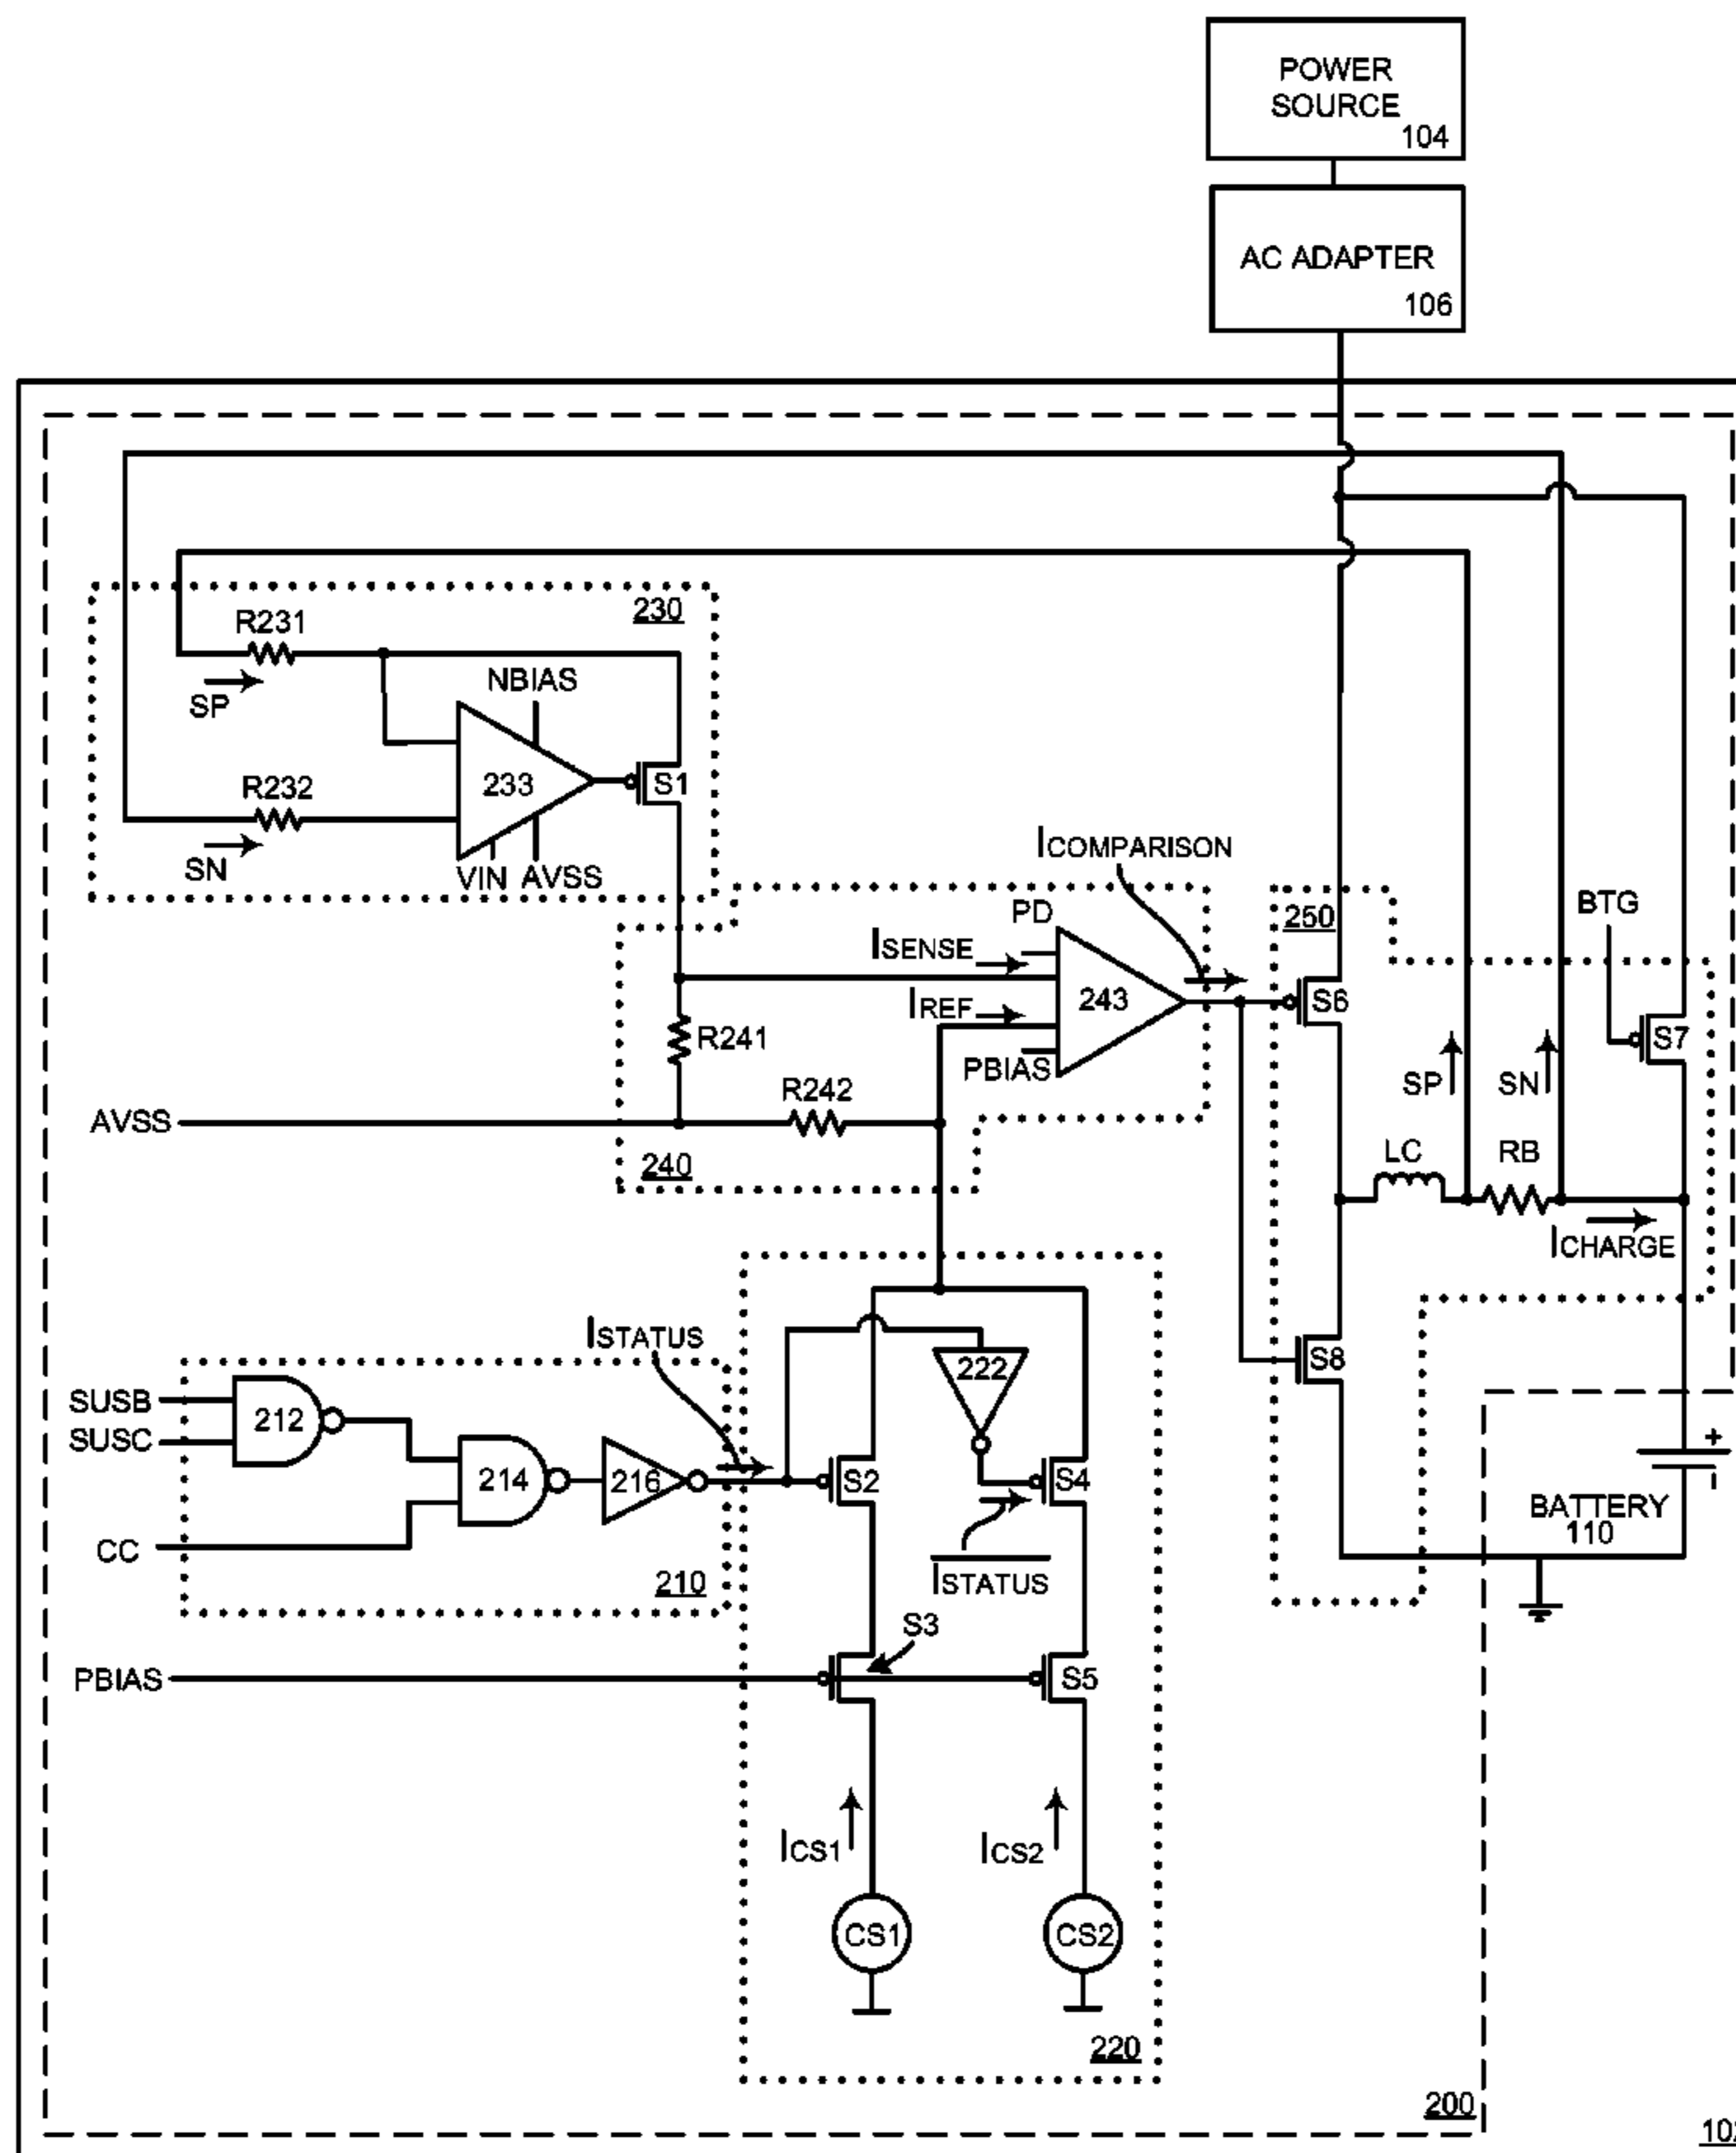 POWER
SOURCE
104
AC ADAPTER
106
230
R231
SP
NBIAS
233
S1
R232
SN
VIN AVSS
ICOMPARISON
PD
ISENSE
243
IREF
PBIAS
R241
R242
AVSS
240
250
BTG
S6
S7
SP
SN
LC
RB
ICHARGE
ISTATUS
222
S8
SUSB
SUSC
212
214
216
S2
S4
CC
210
ISTATUS
+
-
BATTERY
110
S3
PBIAS
S5
ICS1
ICS2
CS1
CS2
220
200